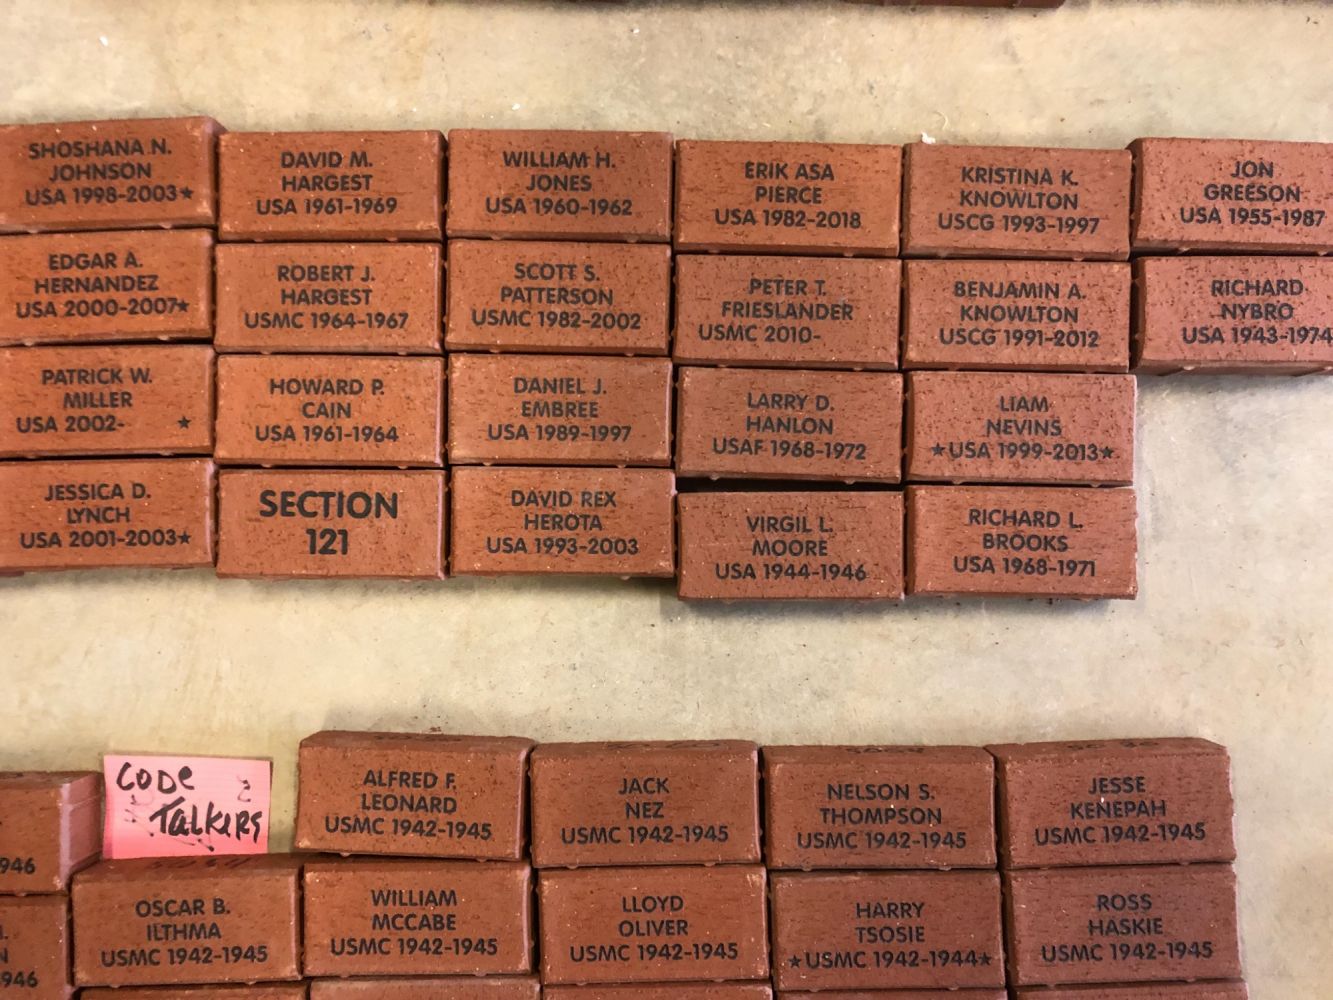 SHOSHANA N.
JOHNSON
USA 1998-2003★
DAVID M.
HARGEST
USA 1961-1969
WILLIAM H.
JONES
USA 1960-1962
ERIK ASA
PIERCE
USA 1982-2018
KRISTINA K.
KNOWLTON
USCG 1993-1997
JON
GREESON
USA 1955-1987
EDGAR A.
HERNANDEZ
USA 2000-2007★
ROBERT J.
HARGEST
USMC 1964-1967
SCOTT S.
PATTERSON
USMC 1982-2002
PETER T.
FRIESLANDER
USMC 2010-
BENJAMIN A.
KNOWLTON
USCG 1991-2012
RICHARD
NYBRO
USA 1943-1974
PATRICK W.
MILLER
USA 2002- ★
HOWARD P.
CAIN
USA 1961-1964
DANIEL J.
EMBREE
USA 1989-1997
LARRY D.
HANLON
USAF 1968-1972
LIAM
NEVINS
★USA 1999-2013★
JESSICA D.
LYNCH
USA 2001-2003★
SECTION
121
DAVID REX
HEROTA
USA 1993-2003
VIRGIL L.
MOORE
USA 1944-1946
RICHARD L.
BROOKS
USA 1968-1971
CODe
TaLKeRS
ALFRED F.
LEONARD
USMC 1942-1945
JACK
NEZ
USMC 1942-1945
NELSON S.
THOMPSON
USMC 1942-1945
JESSE
KENEPAH
USMC 1942-1945
946
OSCAR B.
ILTHMA
USMC 1942-1945
WILLIAM
MCCABE
USMC 1942-1945
LLOYD
OLIVER
USMC 1942-1945
HARRY
TSOSIE
★USMC 1942-1944★
ROSS
HASKIE
USMC 1942-1945
N
946